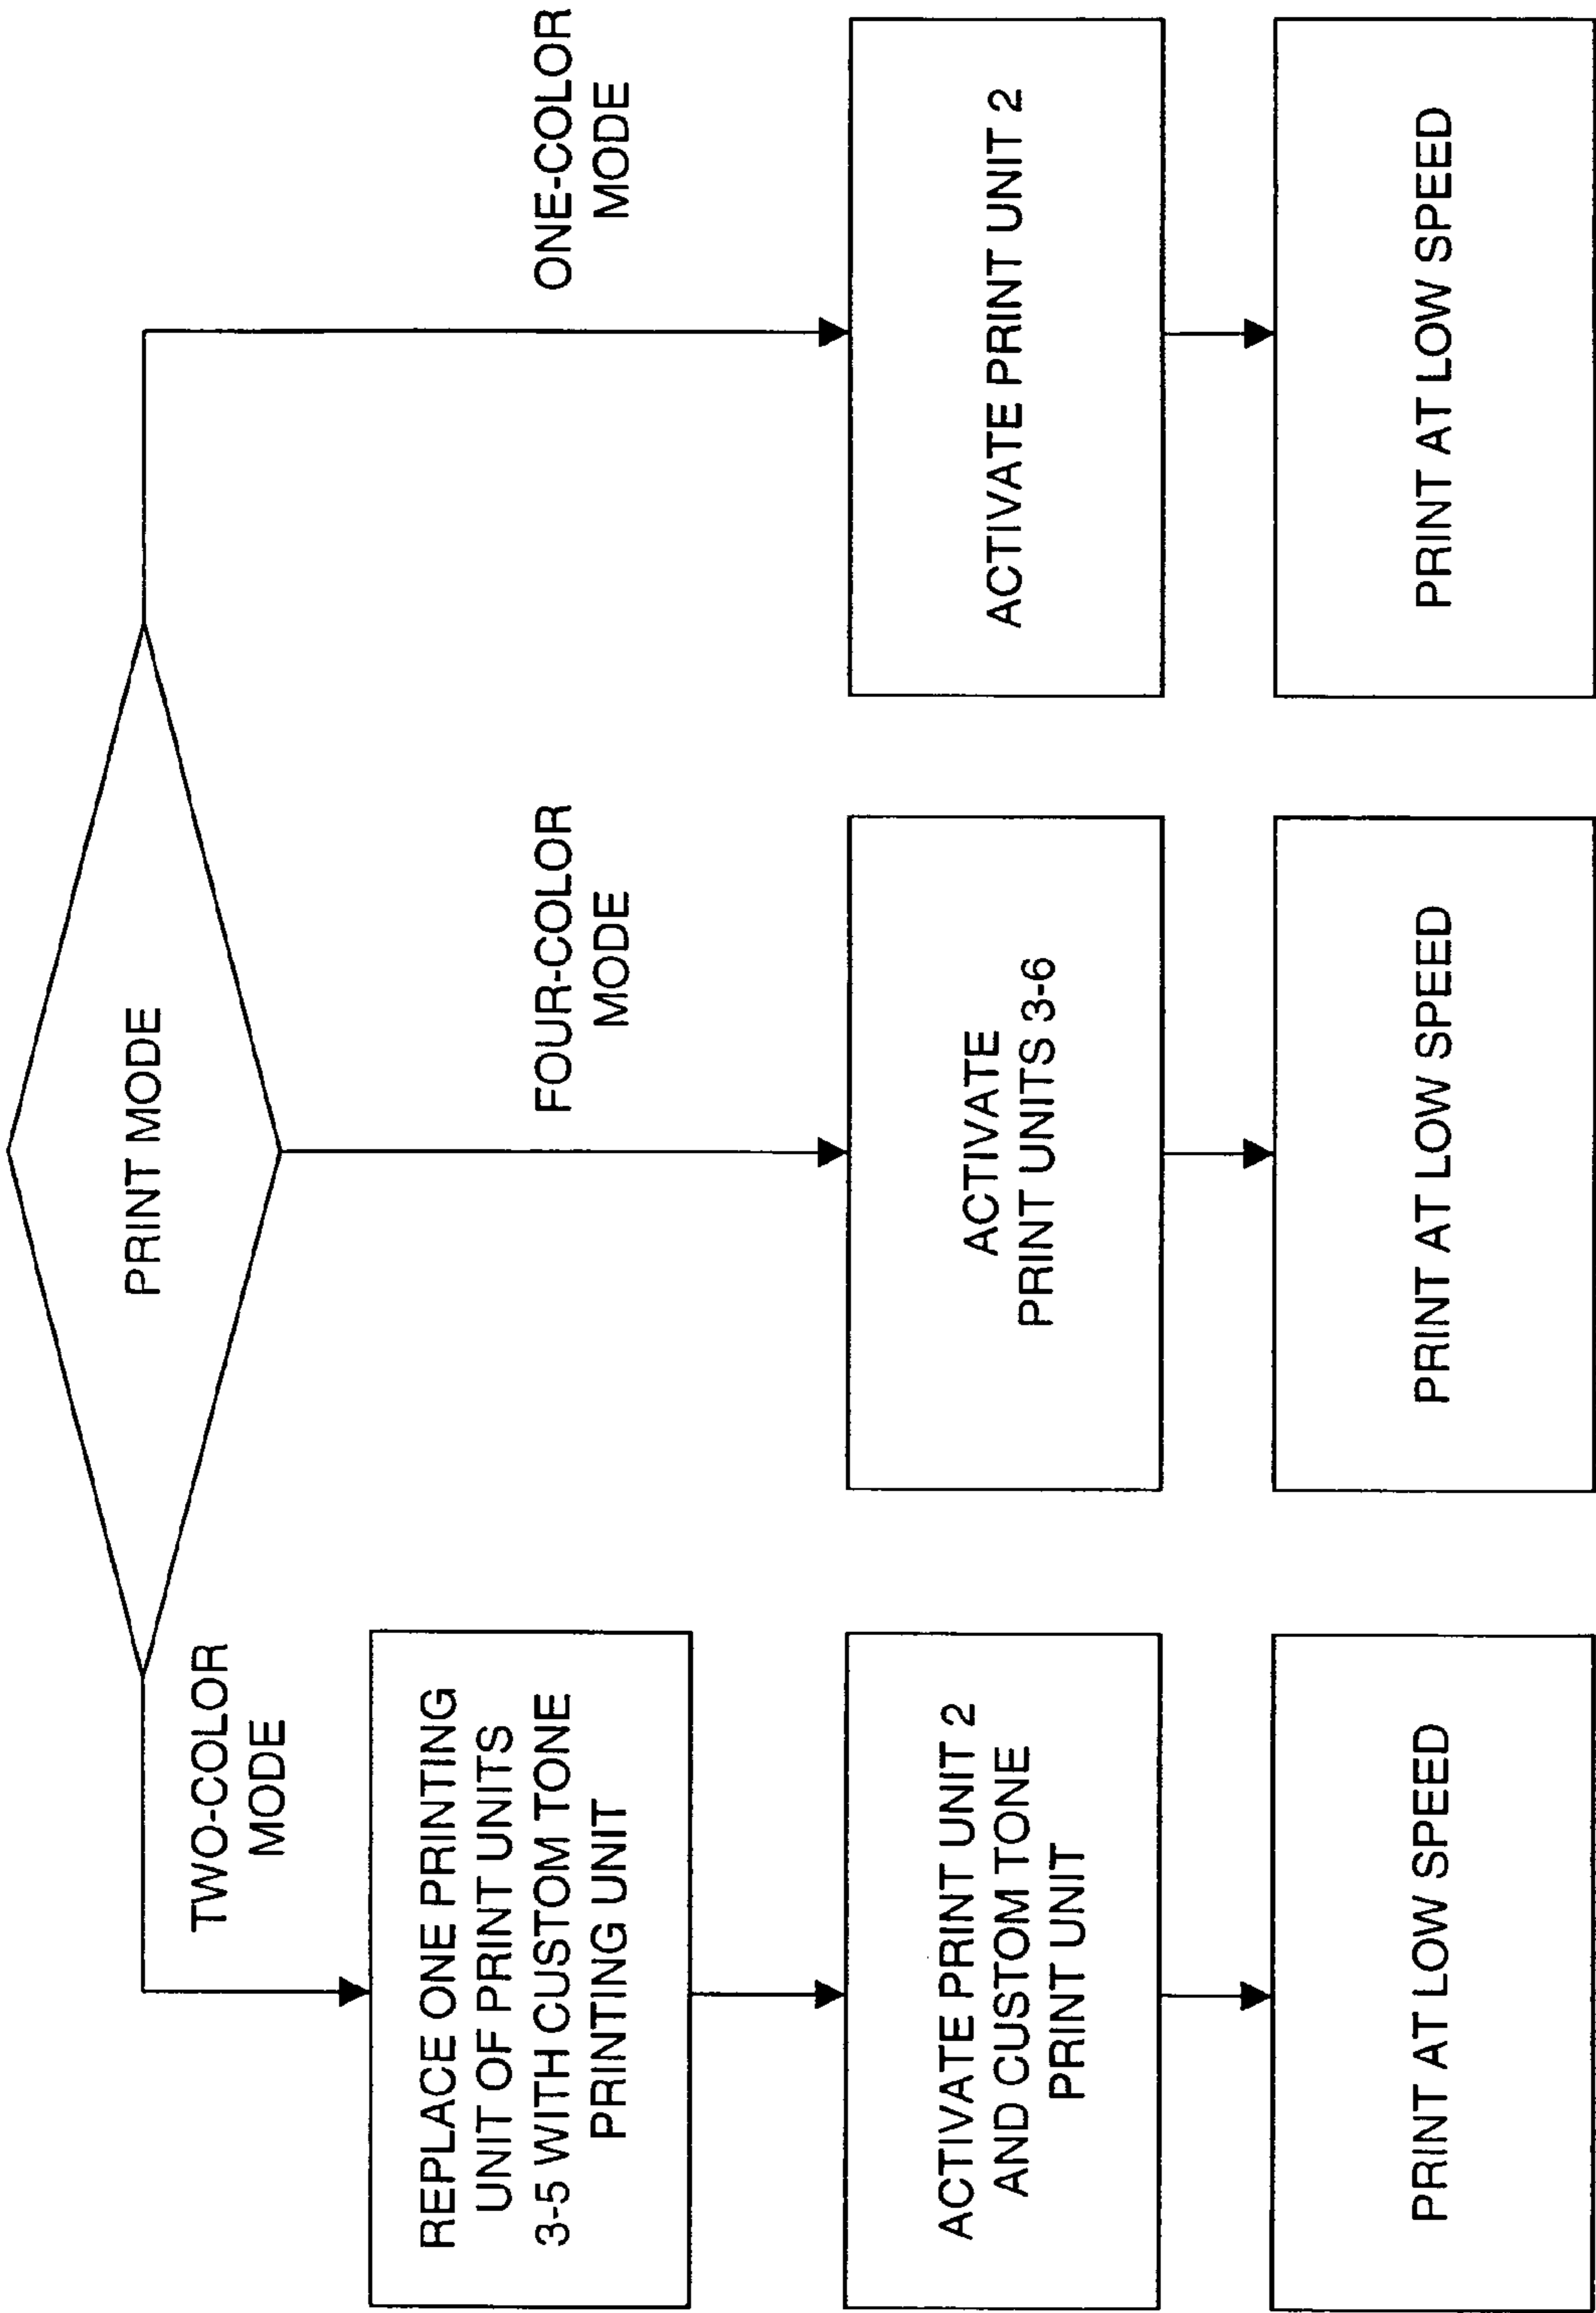 PRINT MODE
TWO-COLOR
MODE
REPLACE ONE PRINTING
UNIT OF PRINT UNITS
3-5 WITH CUSTOM TONE
PRINTING UNIT
ACTIVATE PRINT UNIT 2
AND CUSTOM TONE
PRINT UNIT
PRINT AT LOW SPEED
FOUR-COLOR
MODE
ACTIVATE
PRINT UNITS 3-6
PRINT AT LOW SPEED
ONE-COLOR
MODE
ACTIVATE PRINT UNIT 2
PRINT AT LOW SPEED